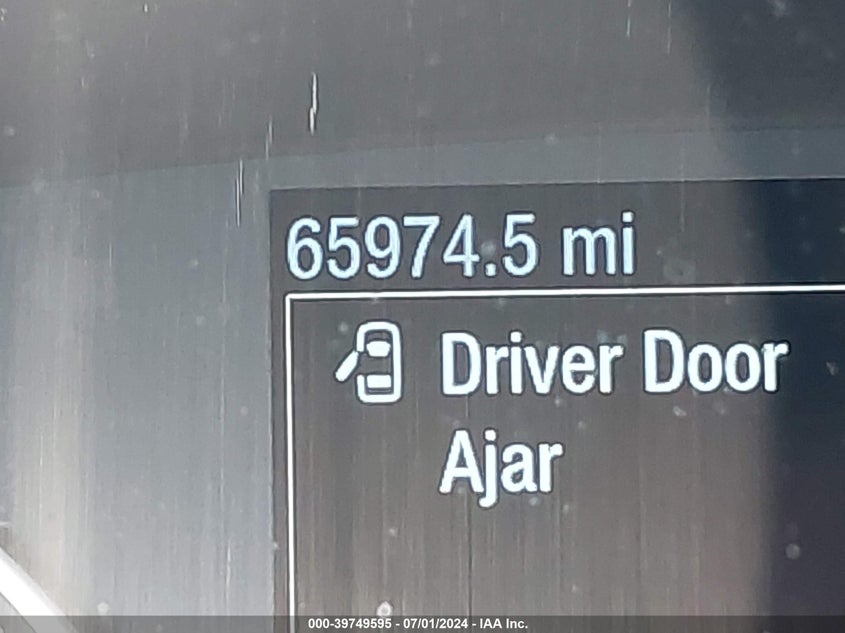 65974.5 mi
Driver Door
Ajar
000-39749595 - 07/01/2024 - IAA Inc.